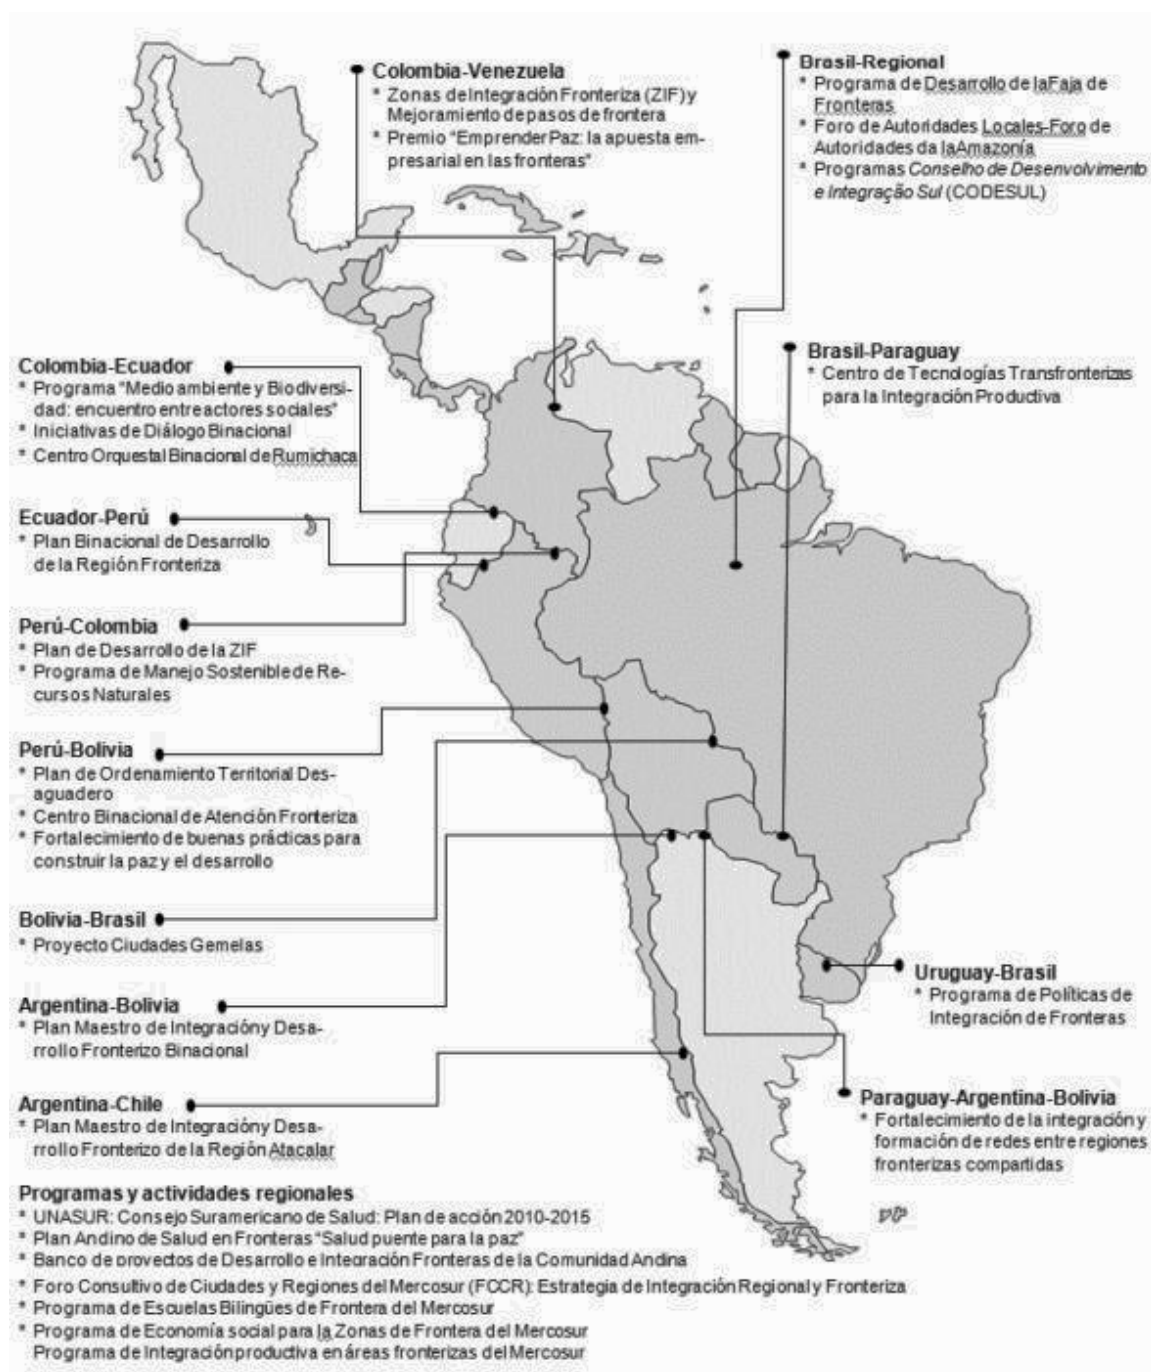 Colombia-Venezuela
* Zonas de Integración Fronteriza (ZIF) y
Mejoramiento de pasos de frontera
* Premio "Emprender Paz: la apuesta em-
presarial en las fronteras"
Brasil-Regional
* Programa de Desarrollo de laFaja de
Fronteras
* Foro de Autoridades Locales-Foro de
Autoridades da laAmazonía
* Programas Conselho de Desenvolvimento
e Integração Sul (CODESUL)
Colombia-Ecuador
* Programa "Medio ambiente y Biodiversi-
dad: encuentro entre actores sociales"
* Iniciativas de Diálogo Binacional
* Centro Orquestal Binacional de Rumichaca
Brasil-Paraguay
* Centro de Tecnologías Transfronterizas
para la Integración Productiva
Ecuador-Perú
* Plan Binacional de Desarrollo
de la Región Fronteriza
Perú-Colombia
* Plan de Desarrollo de la ZIF
* Programa de Manejo Sostenible de Re-
cursos Naturales
Perú-Bolivia
* Plan de Ordenamiento Territorial Des-
aguadero
* Centro Binacional de Atención Fronteriza
* Fortalecimiento de buenas prácticas para
construir la paz y el desarrollo
Bolivia-Brasil
* Proyecto Ciudades Gemelas
Uruguay-Brasil
* Programa de Políticas de
Integración de Fronteras
Argentina-Bolivia
* Plan Maestro de Integracióny Desa-
rrollo Fronterizo Binacional
Argentina-Chile
* Plan Maestro de Integracióny Desa-
rrollo Fronterizo de la Región Atacalar
Paraguay-Argentina-Bolivia
* Fortalecimiento de la integración y
formación de redes entre regiones
fronterizas compartidas
Programas y actividades regionales
* UNASUR: Consejo Suramericano de Salud: Plan de acción 2010-2015
* Plan Andino de Salud en Fronteras "Salud puente para la paz"
* Banco de proyectos de Desarrollo e Integración Fronteras de la Comunidad Andina
* Foro Consultivo de Ciudades y Regiones del Mercosur (FCCR): Estrategia de Integración Regional y Fronteriza
* Programa de Escuelas Bilingües de Frontera del Mercosur
* Programa de Economía social para la Zonas de Frontera del Mercosur
Programa de Integración productiva en áreas fronterizas del Mercosur